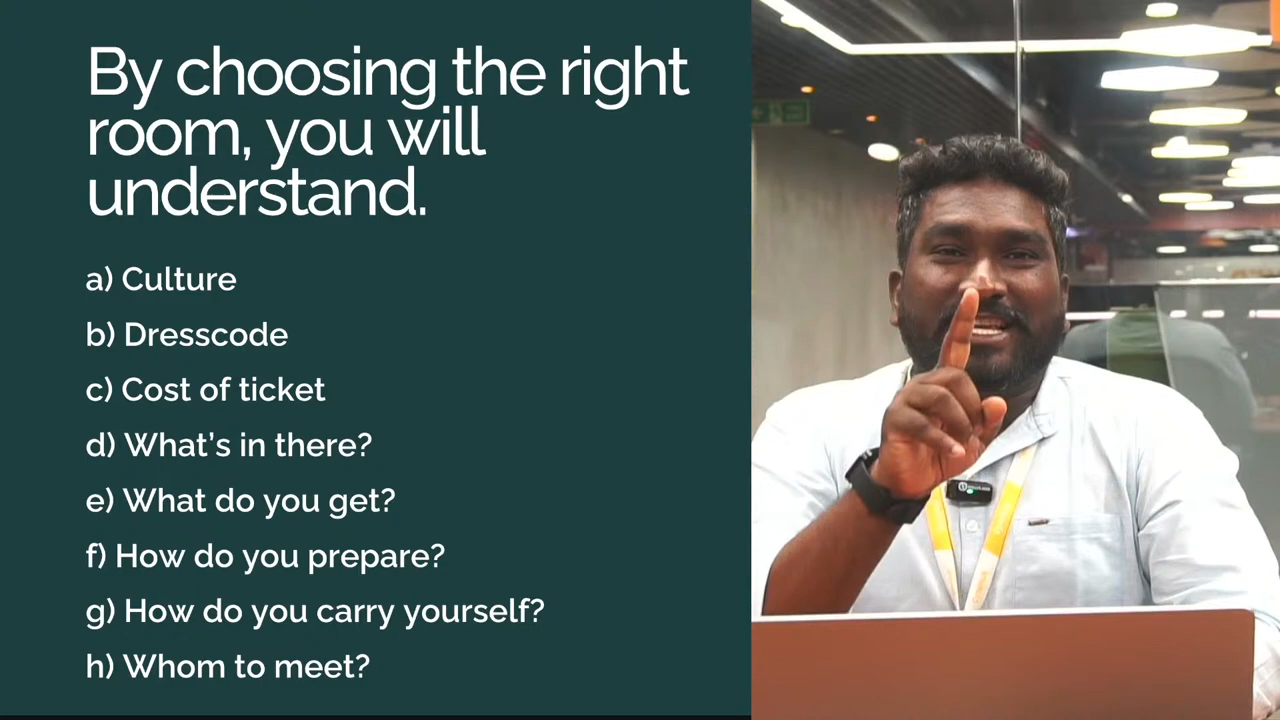 By choosing the right
room, you will
understand.
a) Culture
b) Dresscode
c) Cost of ticket
d) What's in there?
e) What do you get?
f) How do you prepare?
g) How do you carry yourself?
h) Whom to meet?